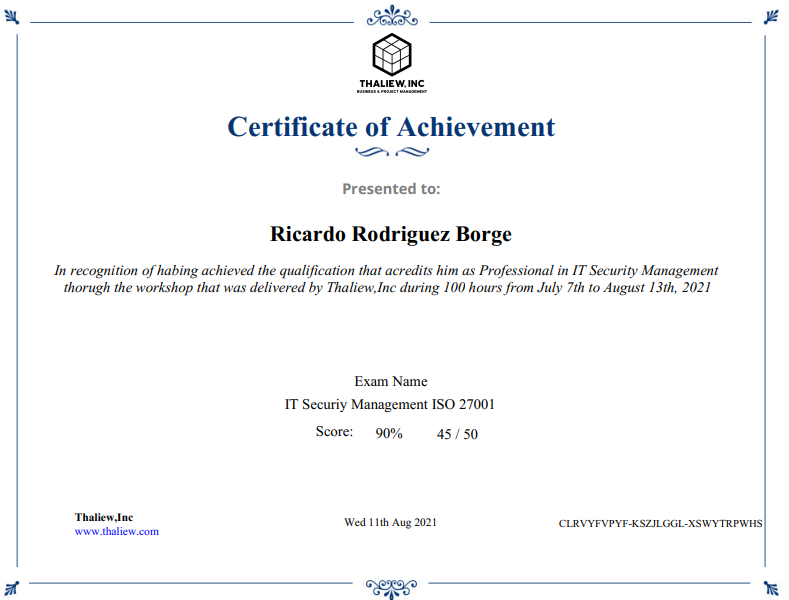 THALIEW, INC
BUSINESS & PROJECT MANAGEMENT
Certificate of Achievement
Presented to:
Ricardo Rodriguez Borge
In recognition of habing achieved the qualification that acredits him as Professional in IT Security Management
thorugh the workshop that was delivered by Thaliew,Inc during 100 hours from July 7th to August 13th, 2021
Exam Name
IT Securiy Management ISO 27001
Score: 90% 45 / 50
Thaliew,Inc
www.thaliew.com
Wed 11th Aug 2021
CLRVYFVPYF-KSZJLGGL-XSWYTRPWHS